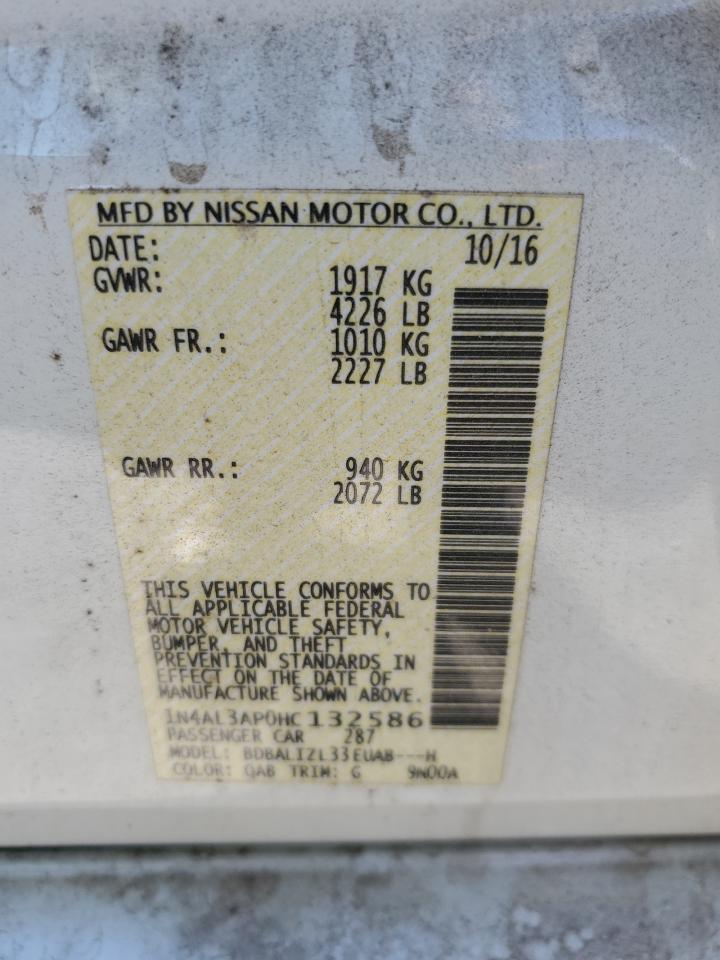 MFD BY NISSAN MOTOR CO., LTD.
DATE: 10/16
GVWR: 1917 KG
4226 LB
GAWR FR.: 1010 KG
2227 LB
GAWR RR.: 940 KG
2072 LB
THIS VEHICLE CONFORMS TO
ALL APPLICABLE FEDERAL
MOTOR VEHICLE SAFETY,
BUMPER, AND THEFT
PREVENTION STANDARDS IN
EFFECT ON THE DATE OF
MANUFACTURE SHOWN ABOVE.
1N4AL3AP0HC132586
PASSENGER CAR 287
MODEL: BDBALIZL33EUAB---H
COLOR: QAB TRIM: G 9N00A